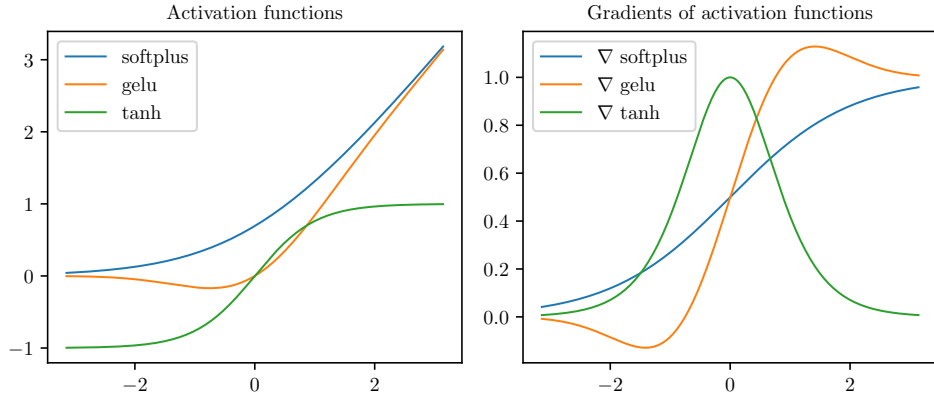 Activation functions
softplus
gelu
tanh
3
2
1
0
−1
−2
0
2
Gradients of activation functions
∇ softplus
∇ gelu
∇ tanh
1.0
0.8
0.6
0.4
0.2
0.0
−2
0
2